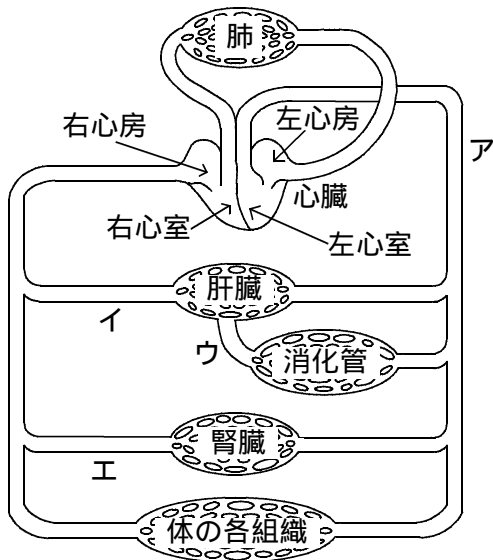 肺
右心房
左心房
ア
心臓
右心室
左心室
肝臓
イ
ウ
消化管
腎臓
エ
体の各組織